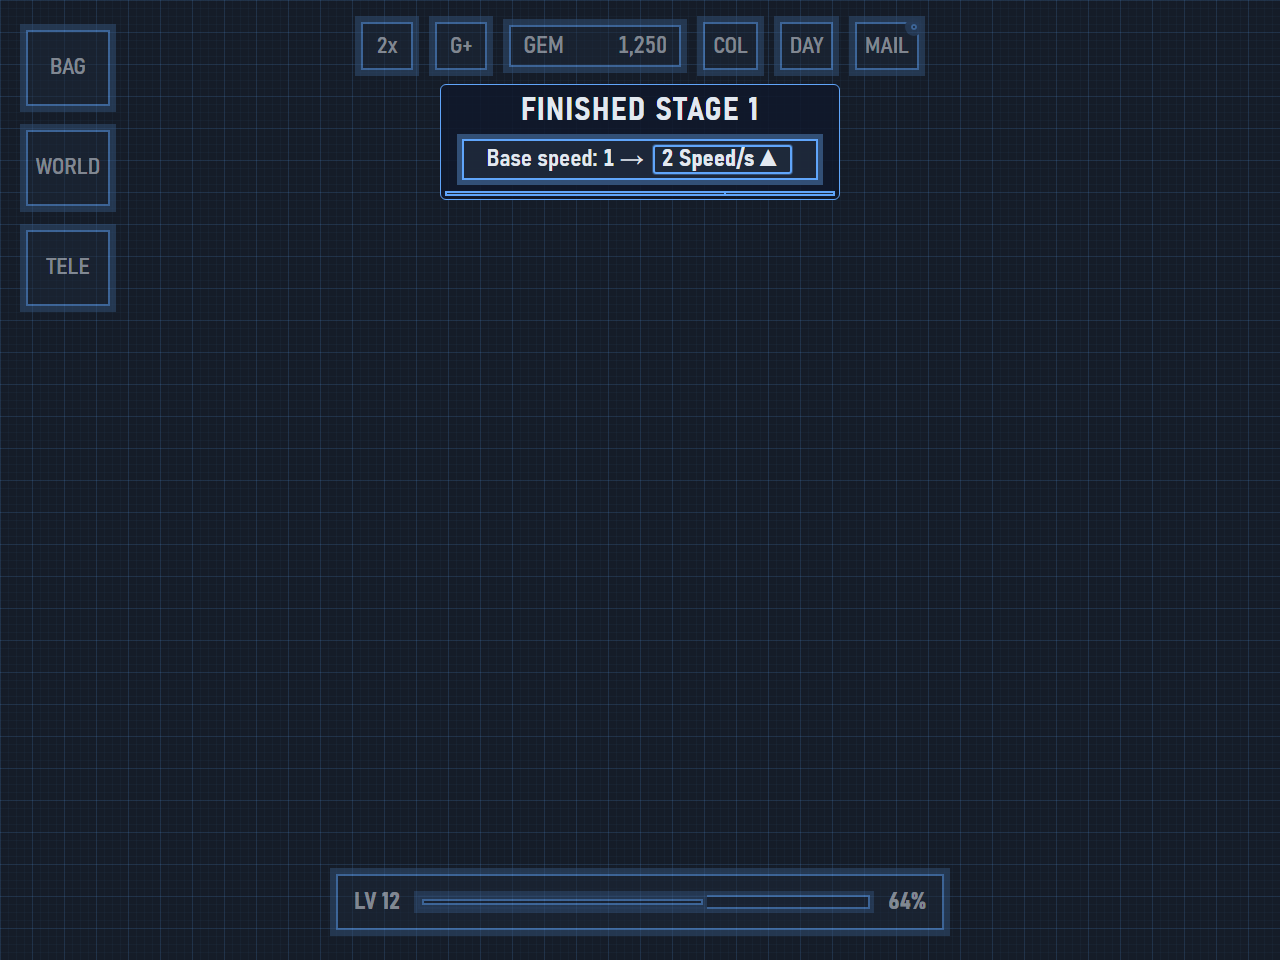 2x
G+
GEM 1,250
COL
DAY
MAIL
BAG
WORLD
TELE
FINISHED STAGE 1
Base speed: 1 → 2 Speed/s ▲
LV 12
64%